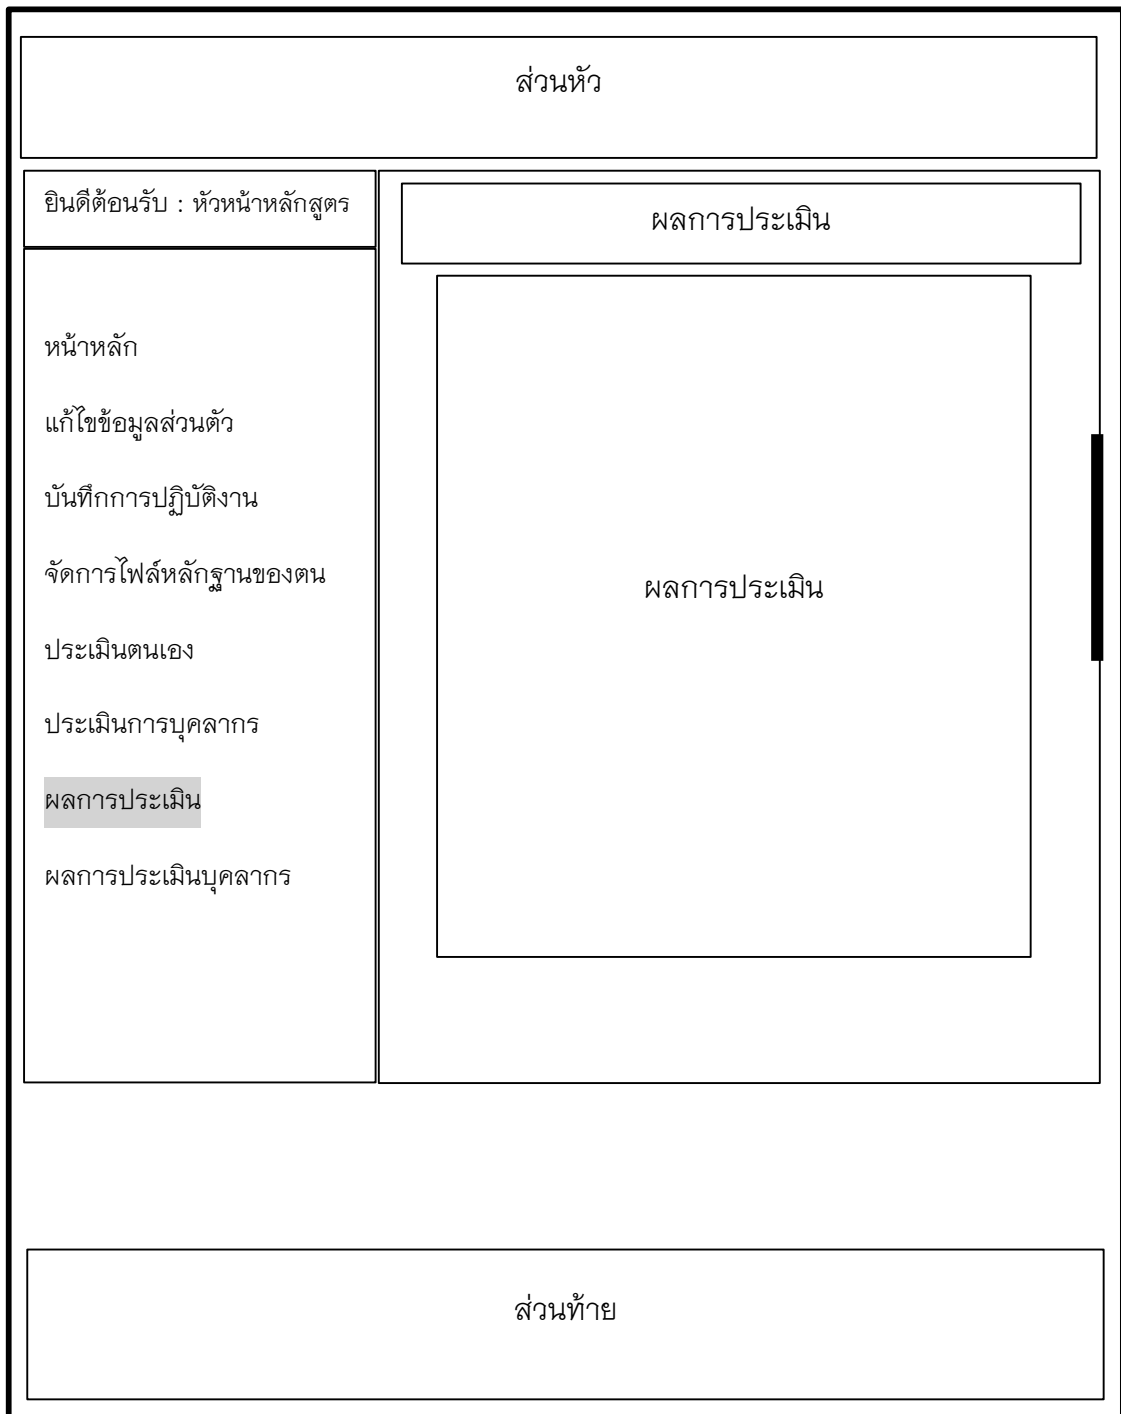 ส่วนหัว
ยินดีต้อนรับ : หัวหน้าหลักสูตร
หน้าหลัก
แก้ไขข้อมูลส่วนตัว
บันทึกการปฏิบัติงาน
จัดการไฟล์หลักฐานของตน
ประเมินตนเอง
ประเมินการบุคลากร
ผลการประเมิน
ผลการประเมินบุคลากร
ผลการประเมิน
ผลการประเมิน
ส่วนท้าย